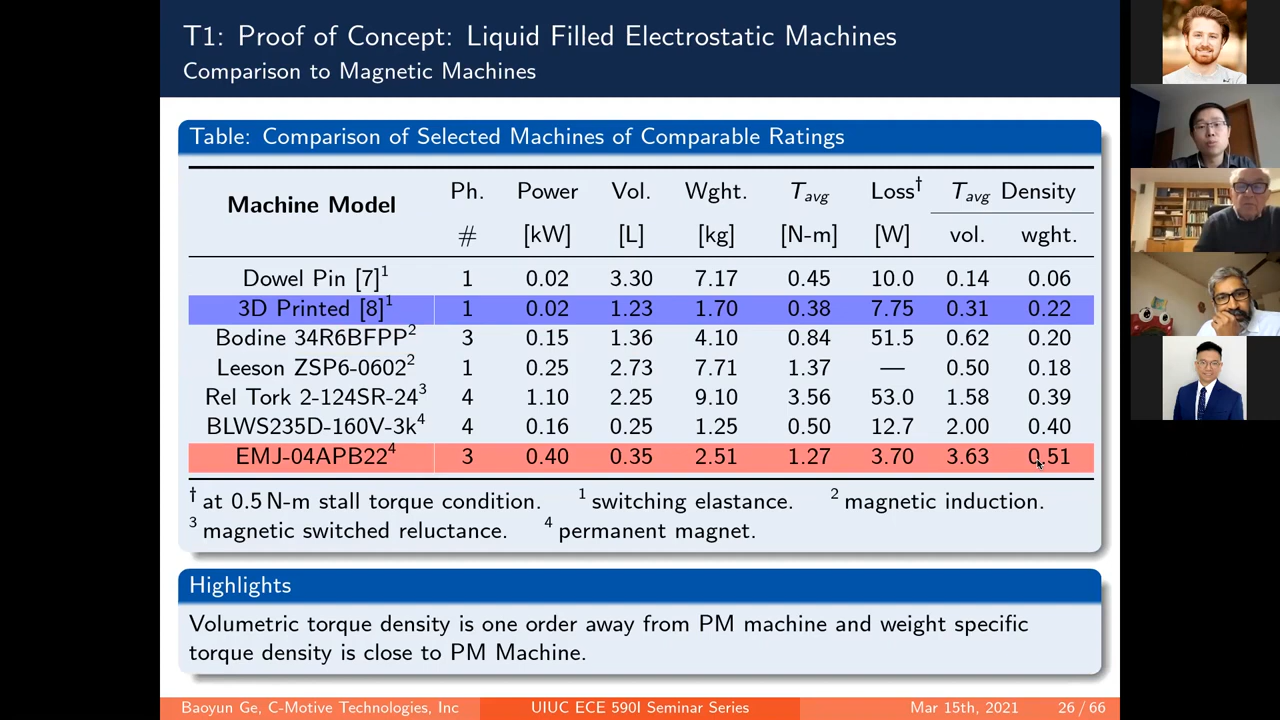 T1: Proof of Concept: Liquid Filled Electrostatic Machines
Comparison to Magnetic Machines
Table: Comparison of Selected Machines of Comparable Ratings
Machine Model Ph. Power Vol. Wght. Tavg Loss† Tavg Density
# [kW] [L] [kg] [N-m] [W] vol. wght.
Dowel Pin [7]¹ 1 0.02 3.30 7.17 0.45 10.0 0.14 0.06
3D Printed [8]¹ 1 0.02 1.23 1.70 0.38 7.75 0.31 0.22
Bodine 34R6BFPP² 3 0.15 1.36 4.10 0.84 51.5 0.62 0.20
Leeson ZSP6-0602² 1 0.25 2.73 7.71 1.37 — 0.50 0.18
Rel Tork 2-124SR-24³ 4 1.10 2.25 9.10 3.56 53.0 1.58 0.39
BLWS235D-160V-3k⁴ 4 0.16 0.25 1.25 0.50 12.7 2.00 0.40
EMJ-04APB22⁴ 3 0.40 0.35 2.51 1.27 3.70 3.63 0.51
† at 0.5 N-m stall torque condition. ¹ switching elastance. ² magnetic induction.
³ magnetic switched reluctance. ⁴ permanent magnet.
Highlights
Volumetric torque density is one order away from PM machine and weight specific
torque density is close to PM Machine.
Baoyun Ge, C-Motive Technologies, Inc UIUC ECE 590I Seminar Series Mar 15th, 2021 26 / 66